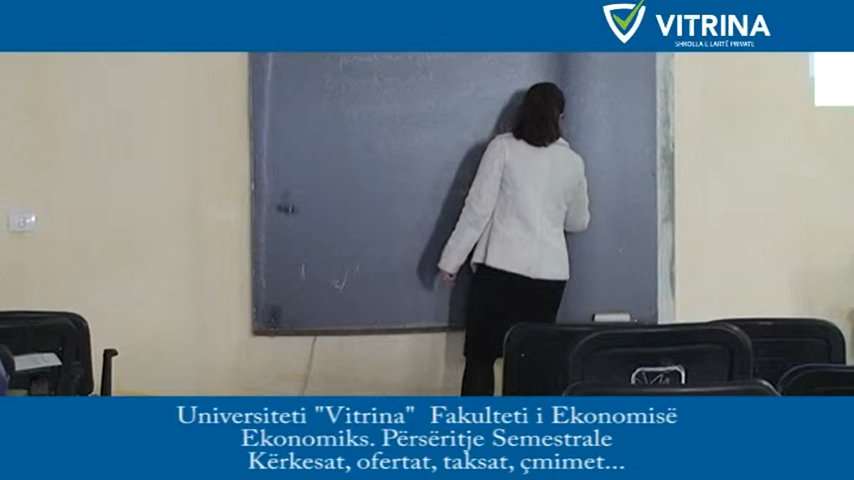 VITRINA
SHKOLLA E LARTË PRIVATE
Universiteti "Vitrina" Fakulteti i Ekonomisë
Ekonomiks. Përsëritje Semestrale
Kërkesat, ofertat, taksat, çmimet...